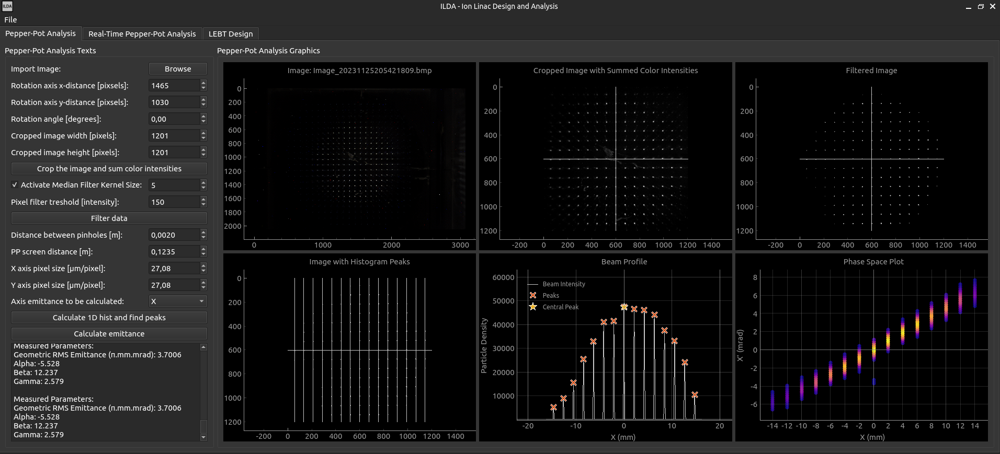 ILDA
ILDA - Ion Linac Design and Analysis
File
Pepper-Pot Analysis
Real-Time Pepper-Pot Analysis
LEBT Design
Pepper-Pot Analysis Texts
Import Image:
Browse
Rotation axis x-distance [pixsels]:
1465
Rotation axis y-distance [pixsels]:
1030
Rotation angle [degrees]:
0,00
Cropped image width [pixels]:
1201
Cropped image height [pixels]:
1201
Crop the image and sum color intensities
Activate Median Filter Kernel Size:
5
Pixel filter treshold [intensity]:
150
Filter data
Distance between pinholes [m]:
0,0020
PP screen distance [m]:
0,1235
X axis pixel size [µm/pixel]:
27,08
Y axis pixel size [µm/pixel]:
27,08
Axis emittance to be calculated:
X
Calculate 1D hist and find peaks
Calculate emittance
Measured Parameters:
Geometric RMS Emittance (π.mm.mrad): 3.7006
Alpha: -5.528
Beta: 12.237
Gamma: 2.579
Measured Parameters:
Geometric RMS Emittance (π.mm.mrad): 3.7006
Alpha: -5.528
Beta: 12.237
Gamma: 2.579
Pepper-Pot Analysis Graphics
Image: Image_20231125205421809.bmp
0
200
400
600
800
1000
1200
1400
1600
1800
2000
0 1000 2000 3000
Cropped Image with Summed Color Intensities
0
200
400
600
800
1000
1200
-200 0 200 400 600 800 1000 1200 1400
Filtered Image
0
200
400
600
800
1000
1200
-200 0 200 400 600 800 1000 1200 1400
Image with Histogram Peaks
0
200
400
600
800
1000
1200
-200 0 200 400 600 800 1000 1200 1400
Beam Profile
Beam Intensity
Peaks
Central Peak
Particle Density
60000
50000
40000
30000
20000
10000
-20 -10 0 10 20
X (mm)
Phase Space Plot
X' (mrad)
8
6
4
2
0
-2
-4
-6
-14 -12 -10 -8 -6 -4 -2 0 2 4 6 8 10 12 14
X (mm)